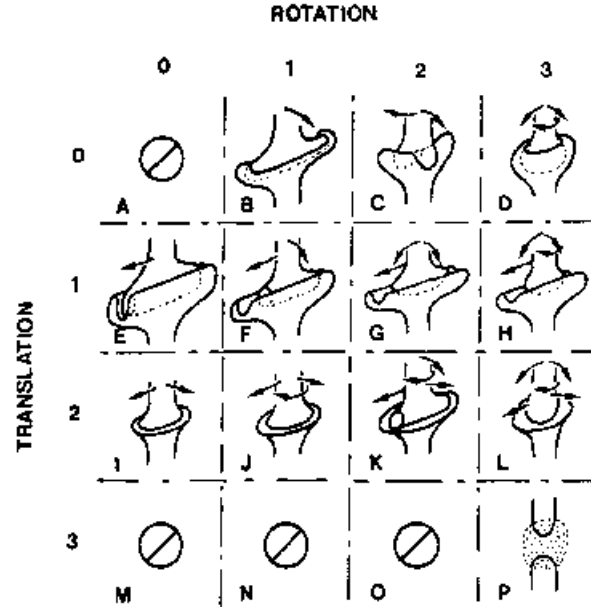 ROTATION
0 1 2 3
0
A B C D
1
E F G H
TRANSLATION
2
I J K L
3
M N O P